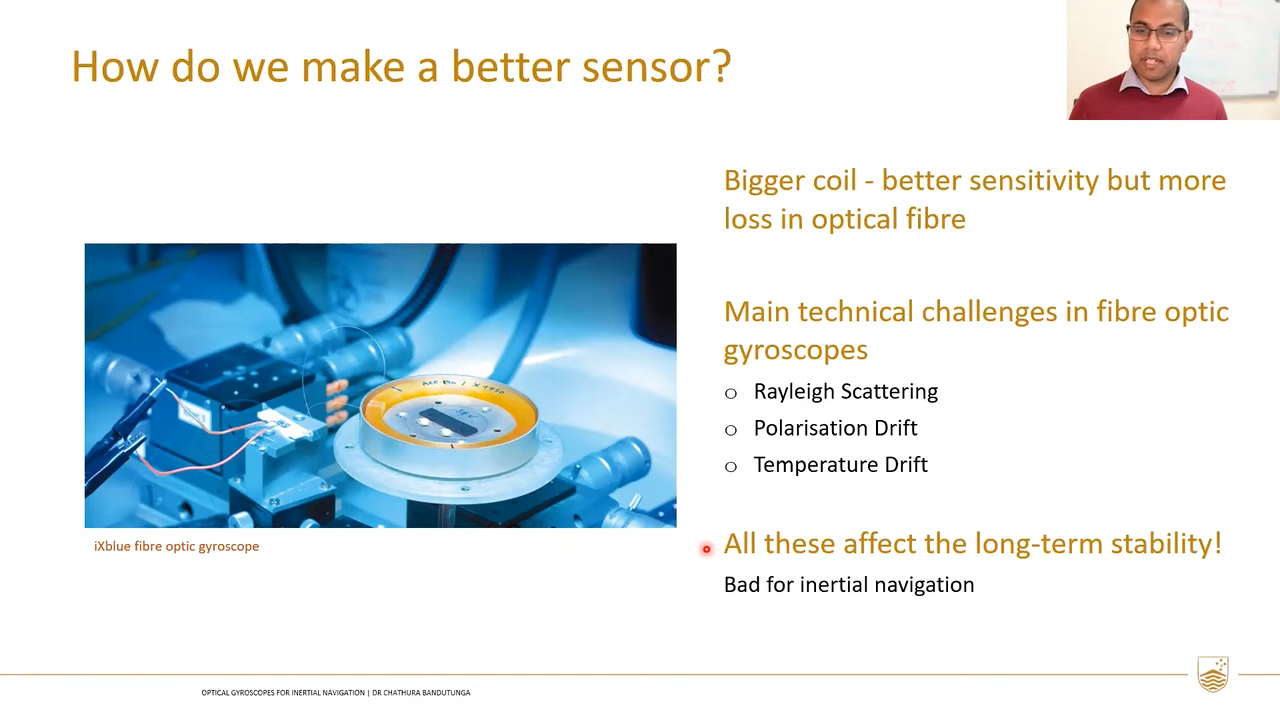 How do we make a better sensor?
Bigger coil - better sensitivity but more
loss in optical fibre
Main technical challenges in fibre optic
gyroscopes
Rayleigh Scattering
Polarisation Drift
Temperature Drift
iXblue fibre optic gyroscope
All these affect the long-term stability!
Bad for inertial navigation
OPTICAL GYROSCOPES FOR INERTIAL NAVIGATION | DR CHATHURA BANDUTUNGA